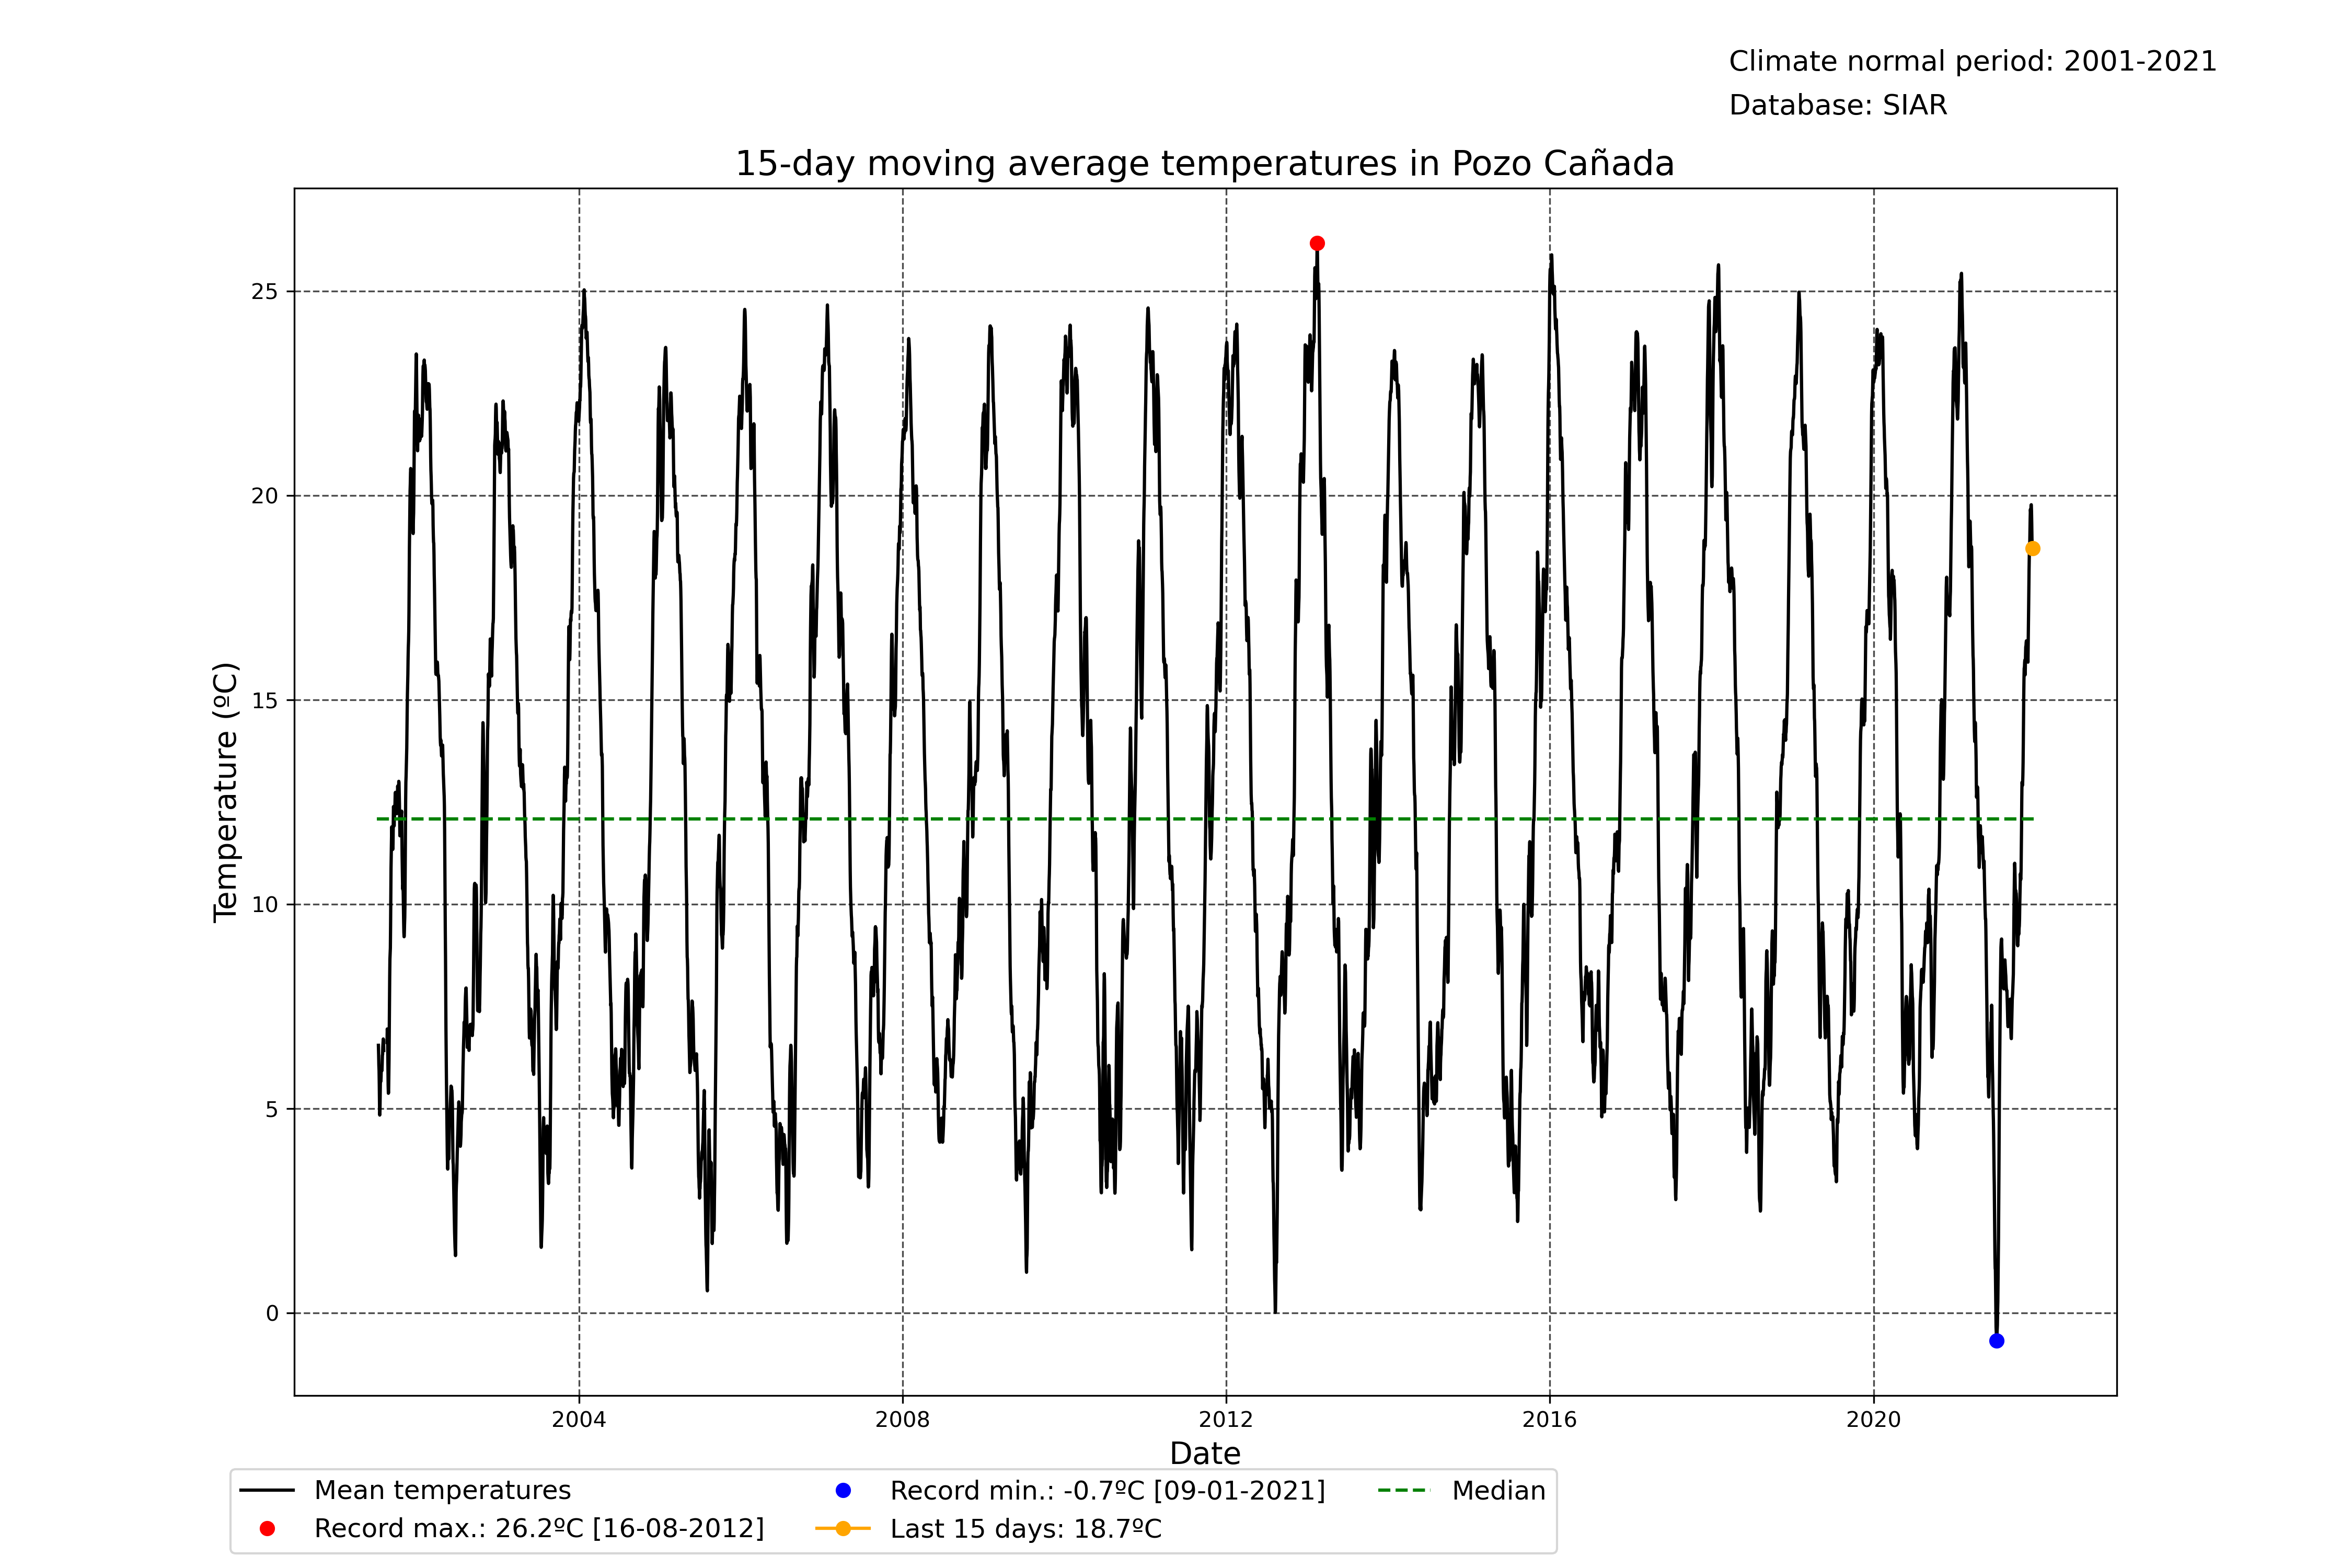 Climate normal period: 2001-2021
Database: SIAR
15-day moving average temperatures in Pozo Cañada
25
20
15
10
5
0
Temperature (ºC)
2004 2008 2012 2016 2020
Date
Mean temperatures
Record max.: 26.2ºC [16-08-2012]
Record min.: -0.7ºC [09-01-2021]
Last 15 days: 18.7ºC
Median